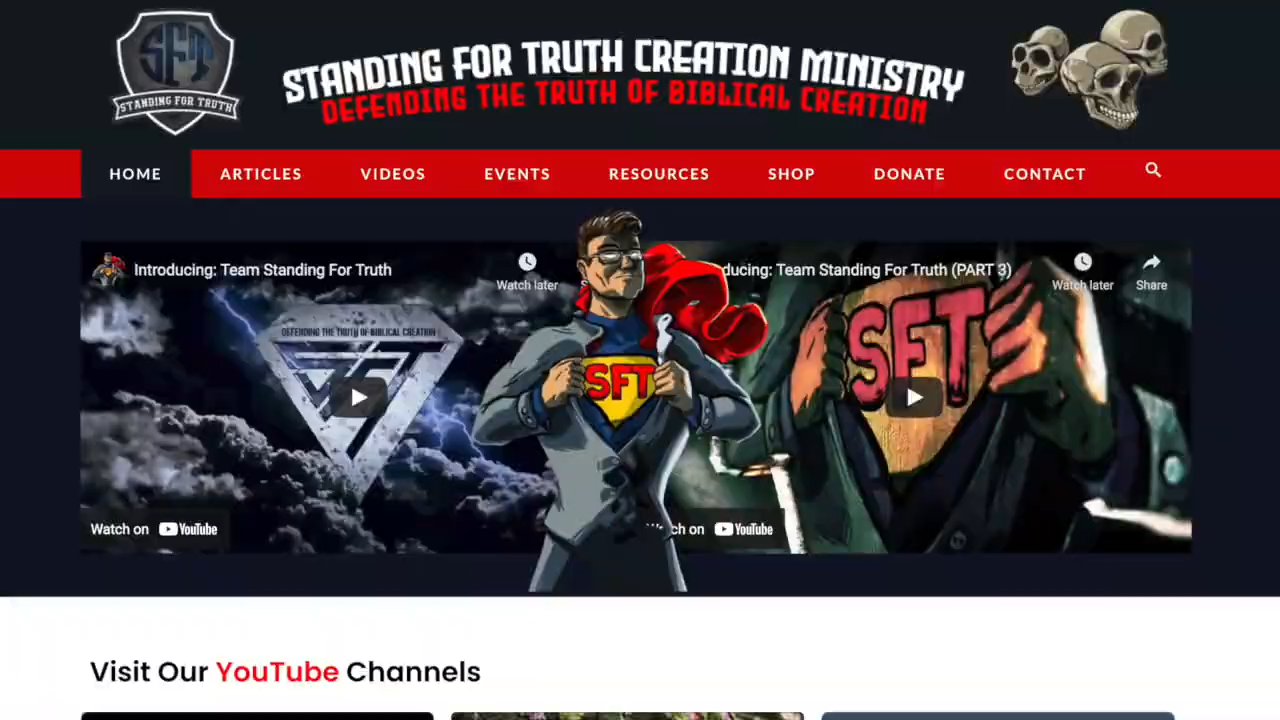 SFT
STANDING FOR TRUTH
STANDING FOR TRUTH CREATION MINISTRY
DEFENDING THE TRUTH OF BIBLICAL CREATION
HOME ARTICLES VIDEOS EVENTS RESOURCES SHOP DONATE CONTACT
Introducing: Team Standing For Truth
Watch later
ducing: Team Standing For Truth (PART 3)
Watch later
Share
DEFENDING THE TRUTH OF BIBLICAL CREATION
SFT
SFT
SFT
Watch on YouTube
ch on YouTube
Visit Our YouTube Channels